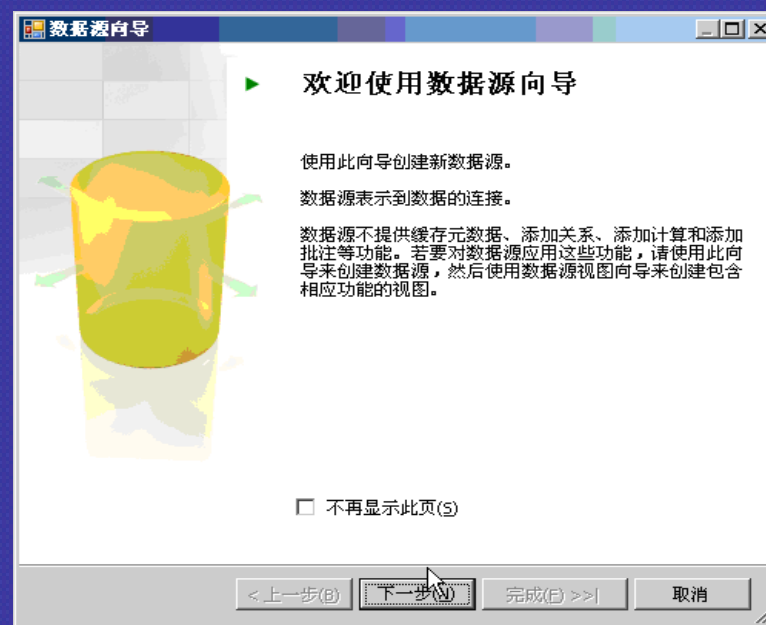 数据源向导
欢迎使用数据源向导
使用此向导创建新数据源。
数据源表示到数据的连接。
数据源不提供缓存元数据、添加关系、添加计算和添加
批注等功能。若要对数据源应用这些功能,请使用此向
导来创建数据源,然后使用数据源视图向导来创建包含
相应功能的视图。
不再显示此页(S)
< 上一步(B) 下一步(N) 完成(F) >>| 取消